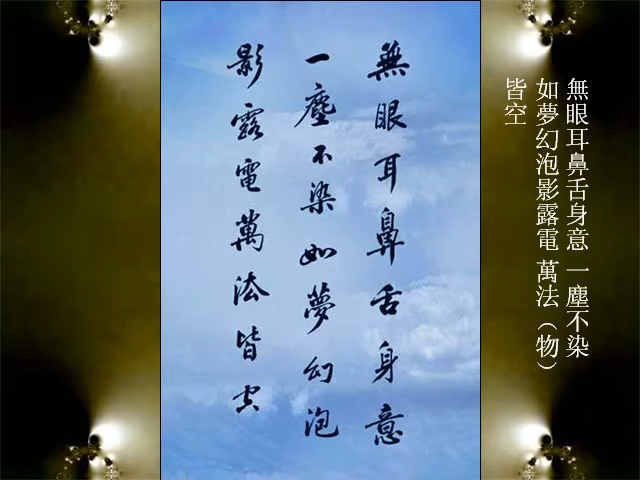 無眼耳鼻舌身意
一塵不染如夢幻泡
影露電萬法皆空
無眼耳鼻舌身意 一塵不染
如夢幻泡影露電 萬法（物）
皆空